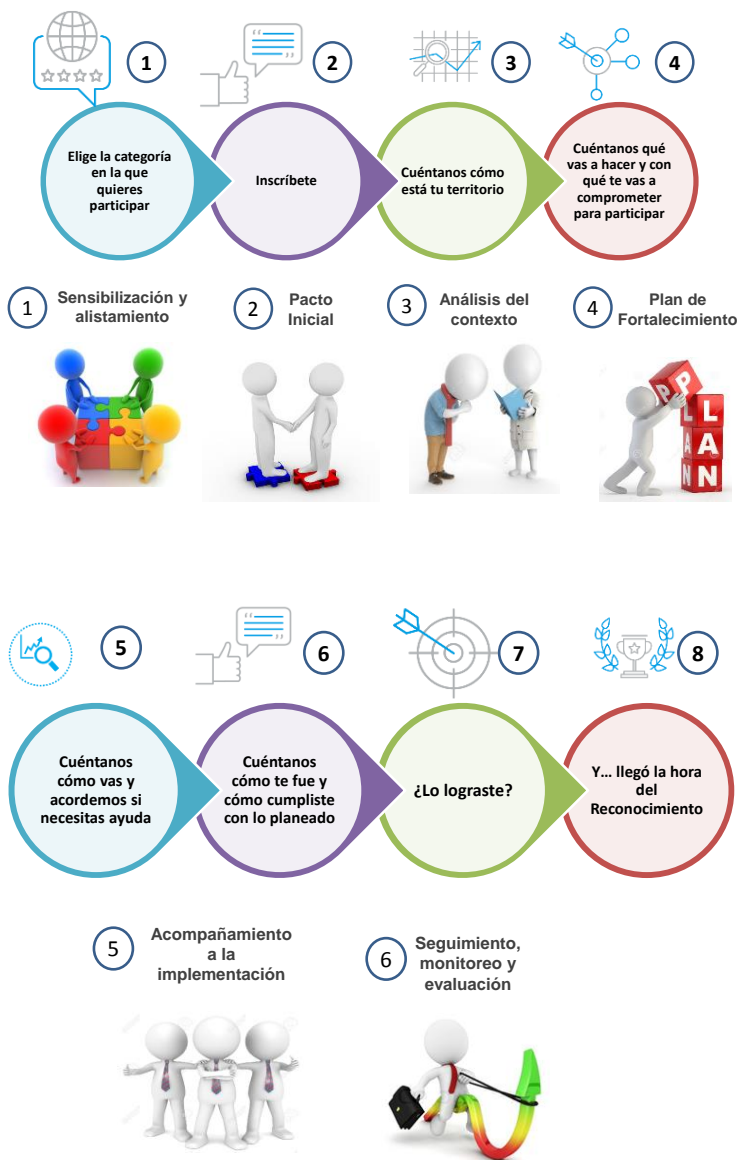 1
2
3
4
Elige la categoría
en la que
quieres
participar
Inscríbete
Cuéntanos cómo
está tu territorio
Cuéntanos qué
vas a hacer y con
qué te vas a
comprometer
para participar
1
Sensibilización y
alistamiento
2
Pacto
Inicial
3
Análisis del
contexto
4
Plan de
Fortalecimiento
P
P
L
L
A
A
N
N
5
6
7
8
Cuéntanos
cómo vas y
acordemos si
necesitas ayuda
Cuéntanos
cómo te fue y
cómo cumpliste
con lo planeado
¿Lo lograste?
Y... llegó la hora
del
Reconocimiento
5
Acompañamiento
a la
implementación
6
Seguimiento,
monitoreo y
evaluación